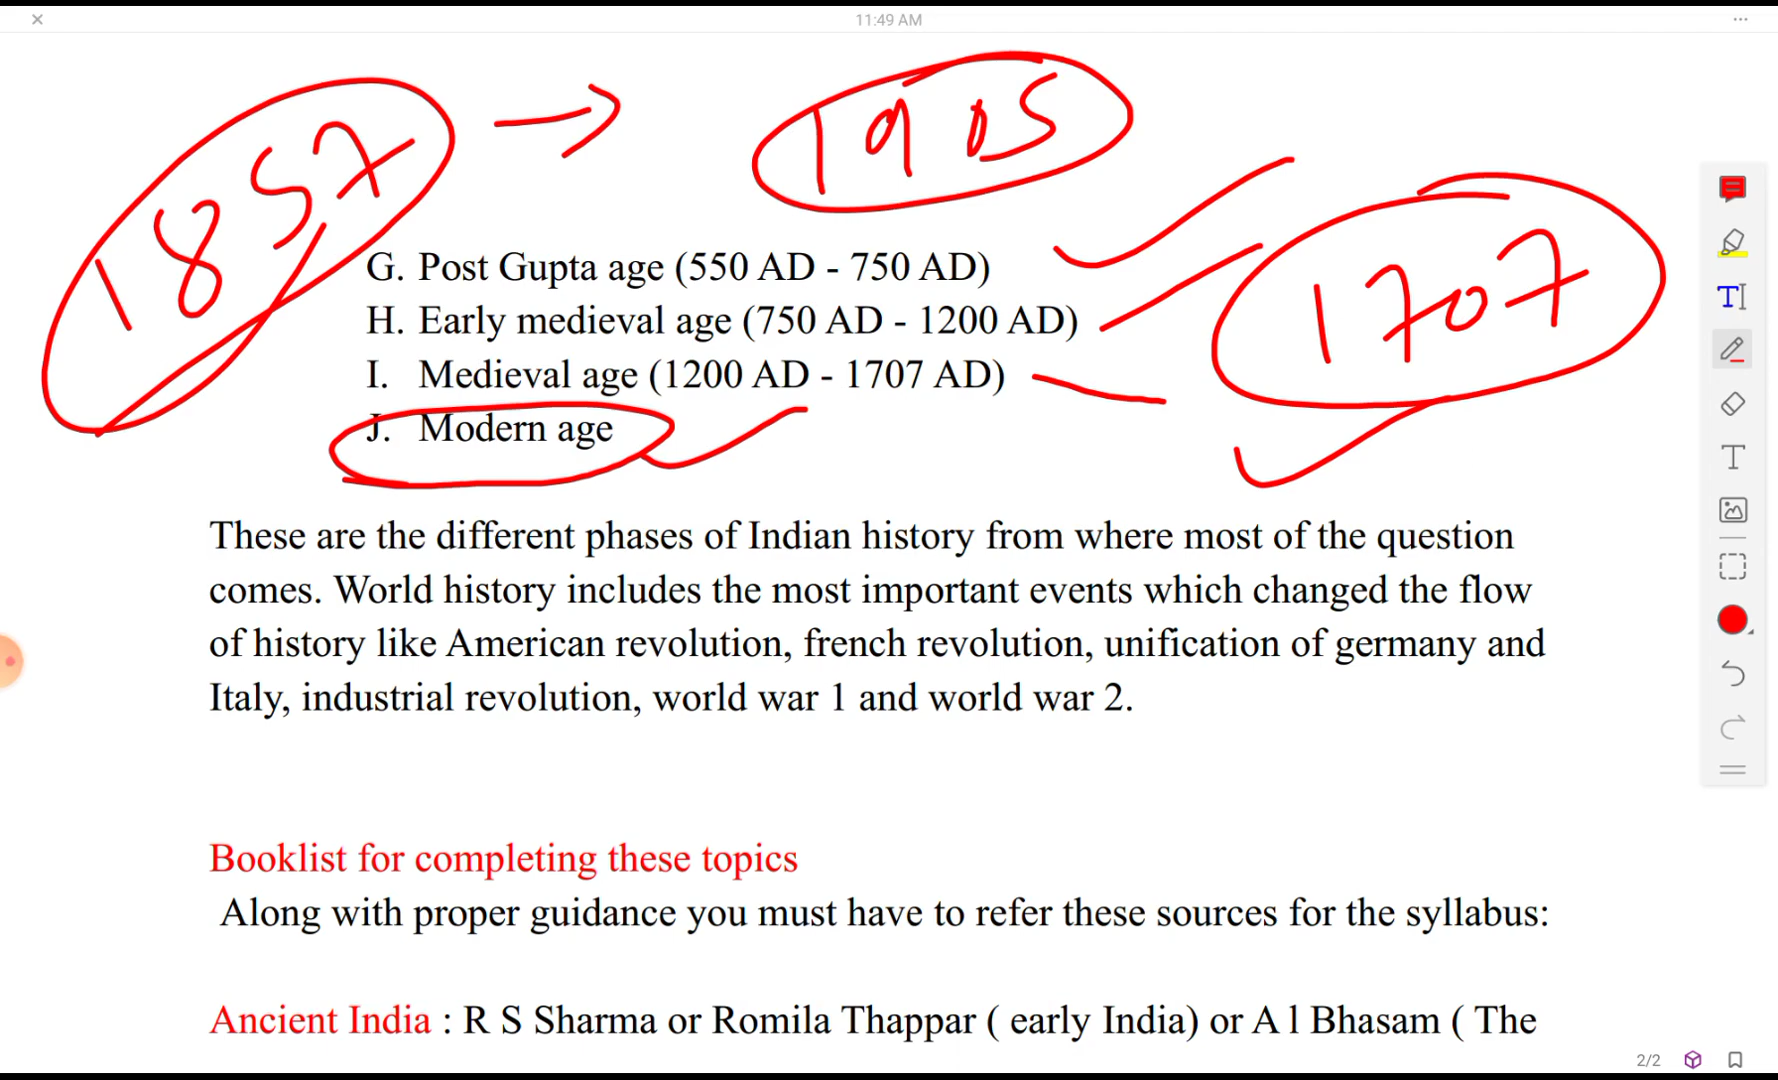 11:49 AM
1857 → 1905
G. Post Gupta age (550 AD - 750 AD)
H. Early medieval age (750 AD - 1200 AD)
1707
I. Medieval age (1200 AD - 1707 AD)
J. Modern age
These are the different phases of Indian history from where most of the question
comes. World history includes the most important events which changed the flow
of history like American revolution, french revolution, unification of germany and
Italy, industrial revolution, world war 1 and world war 2.
Booklist for completing these topics
Along with proper guidance you must have to refer these sources for the syllabus:
Ancient India : R S Sharma or Romila Thappar ( early India) or A l Bhasam ( The
2/2